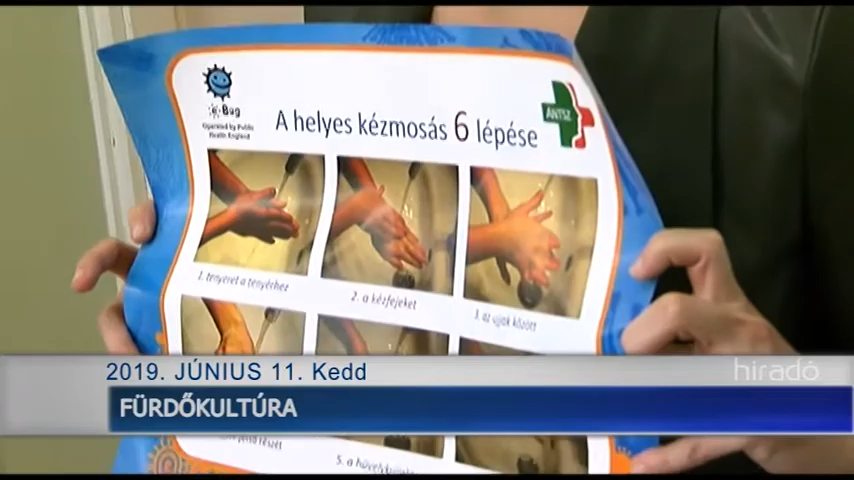 e-Bug
Operated by Public
Health England
A helyes kézmosás 6 lépése
ÁNTSZ
1. tenyeret a tenyérhez
2. a kézfejeket
3. az ujjak között
2019. JÚNIUS 11. Kedd
híradó
FÜRDŐKULTÚRA
részét
5. a